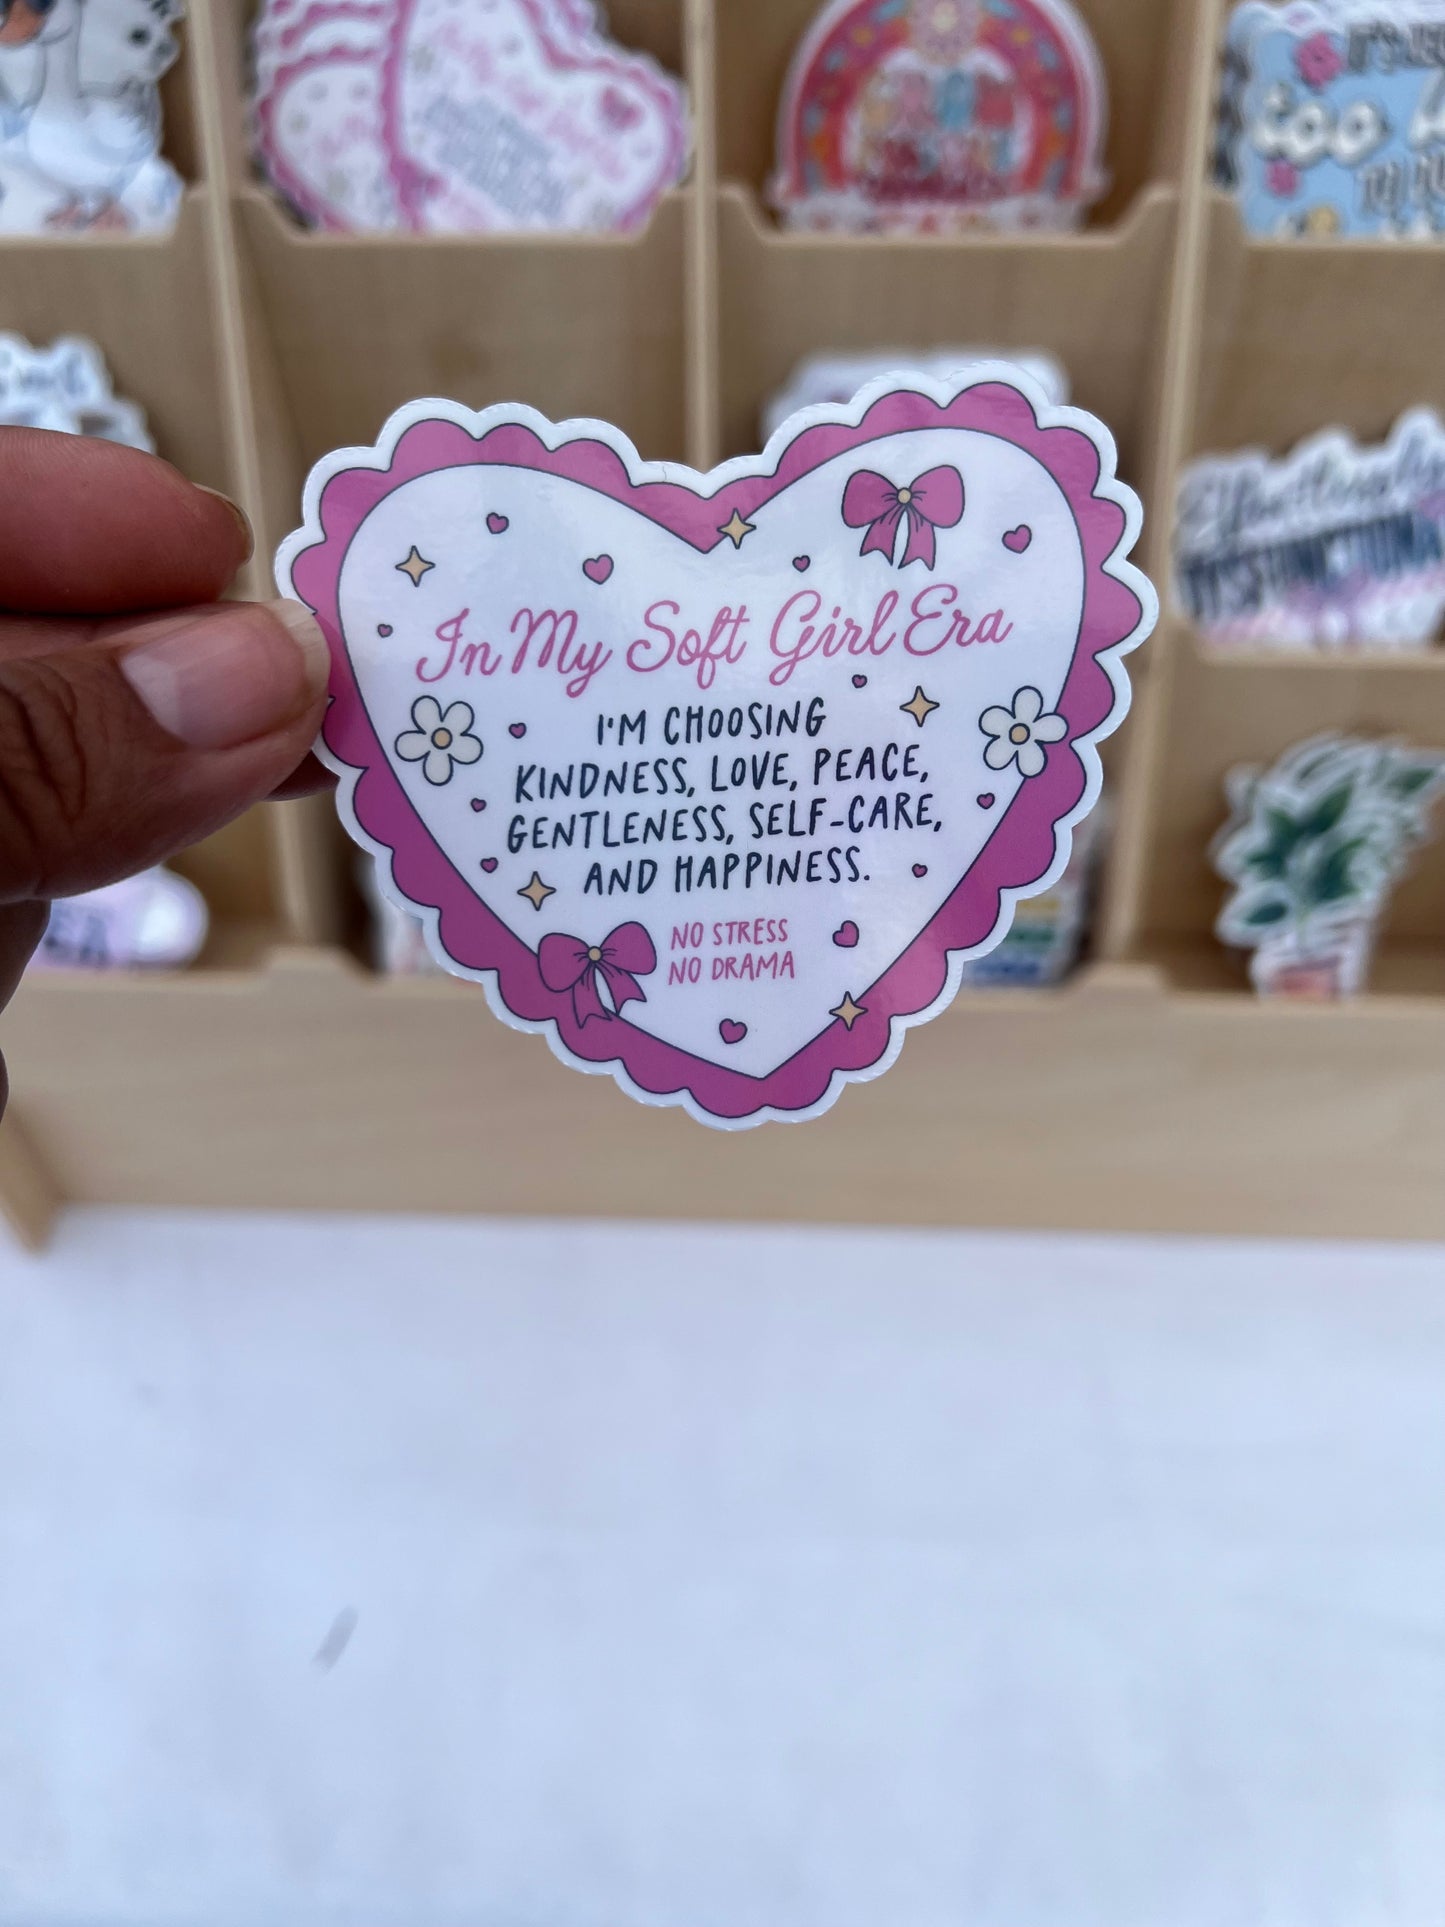 In My Soft Girl Era
I'M CHOOSING
KINDNESS, LOVE, PEACE,
GENTLENESS, SELF-CARE,
AND HAPPINESS.
NO STRESS
NO DRAMA